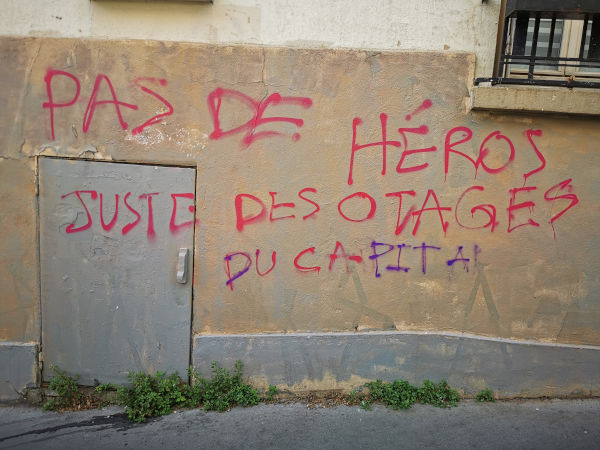 PAS DE HÉROS
JUSTE DES OTAGES
DU CAPITAL